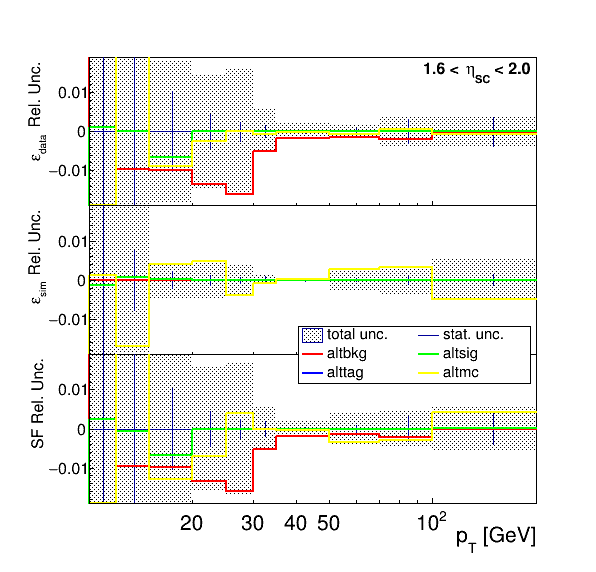 1.6 < η_SC < 2.0
ε_data Rel. Unc.
0.01
0
−0.01
ε_sim Rel. Unc.
0.01
0
−0.01
total unc. stat. unc.
altbkg altsig
alttag altmc
SF Rel. Unc.
0.01
0
−0.01
20 30 40 50 10²
p_T [GeV]